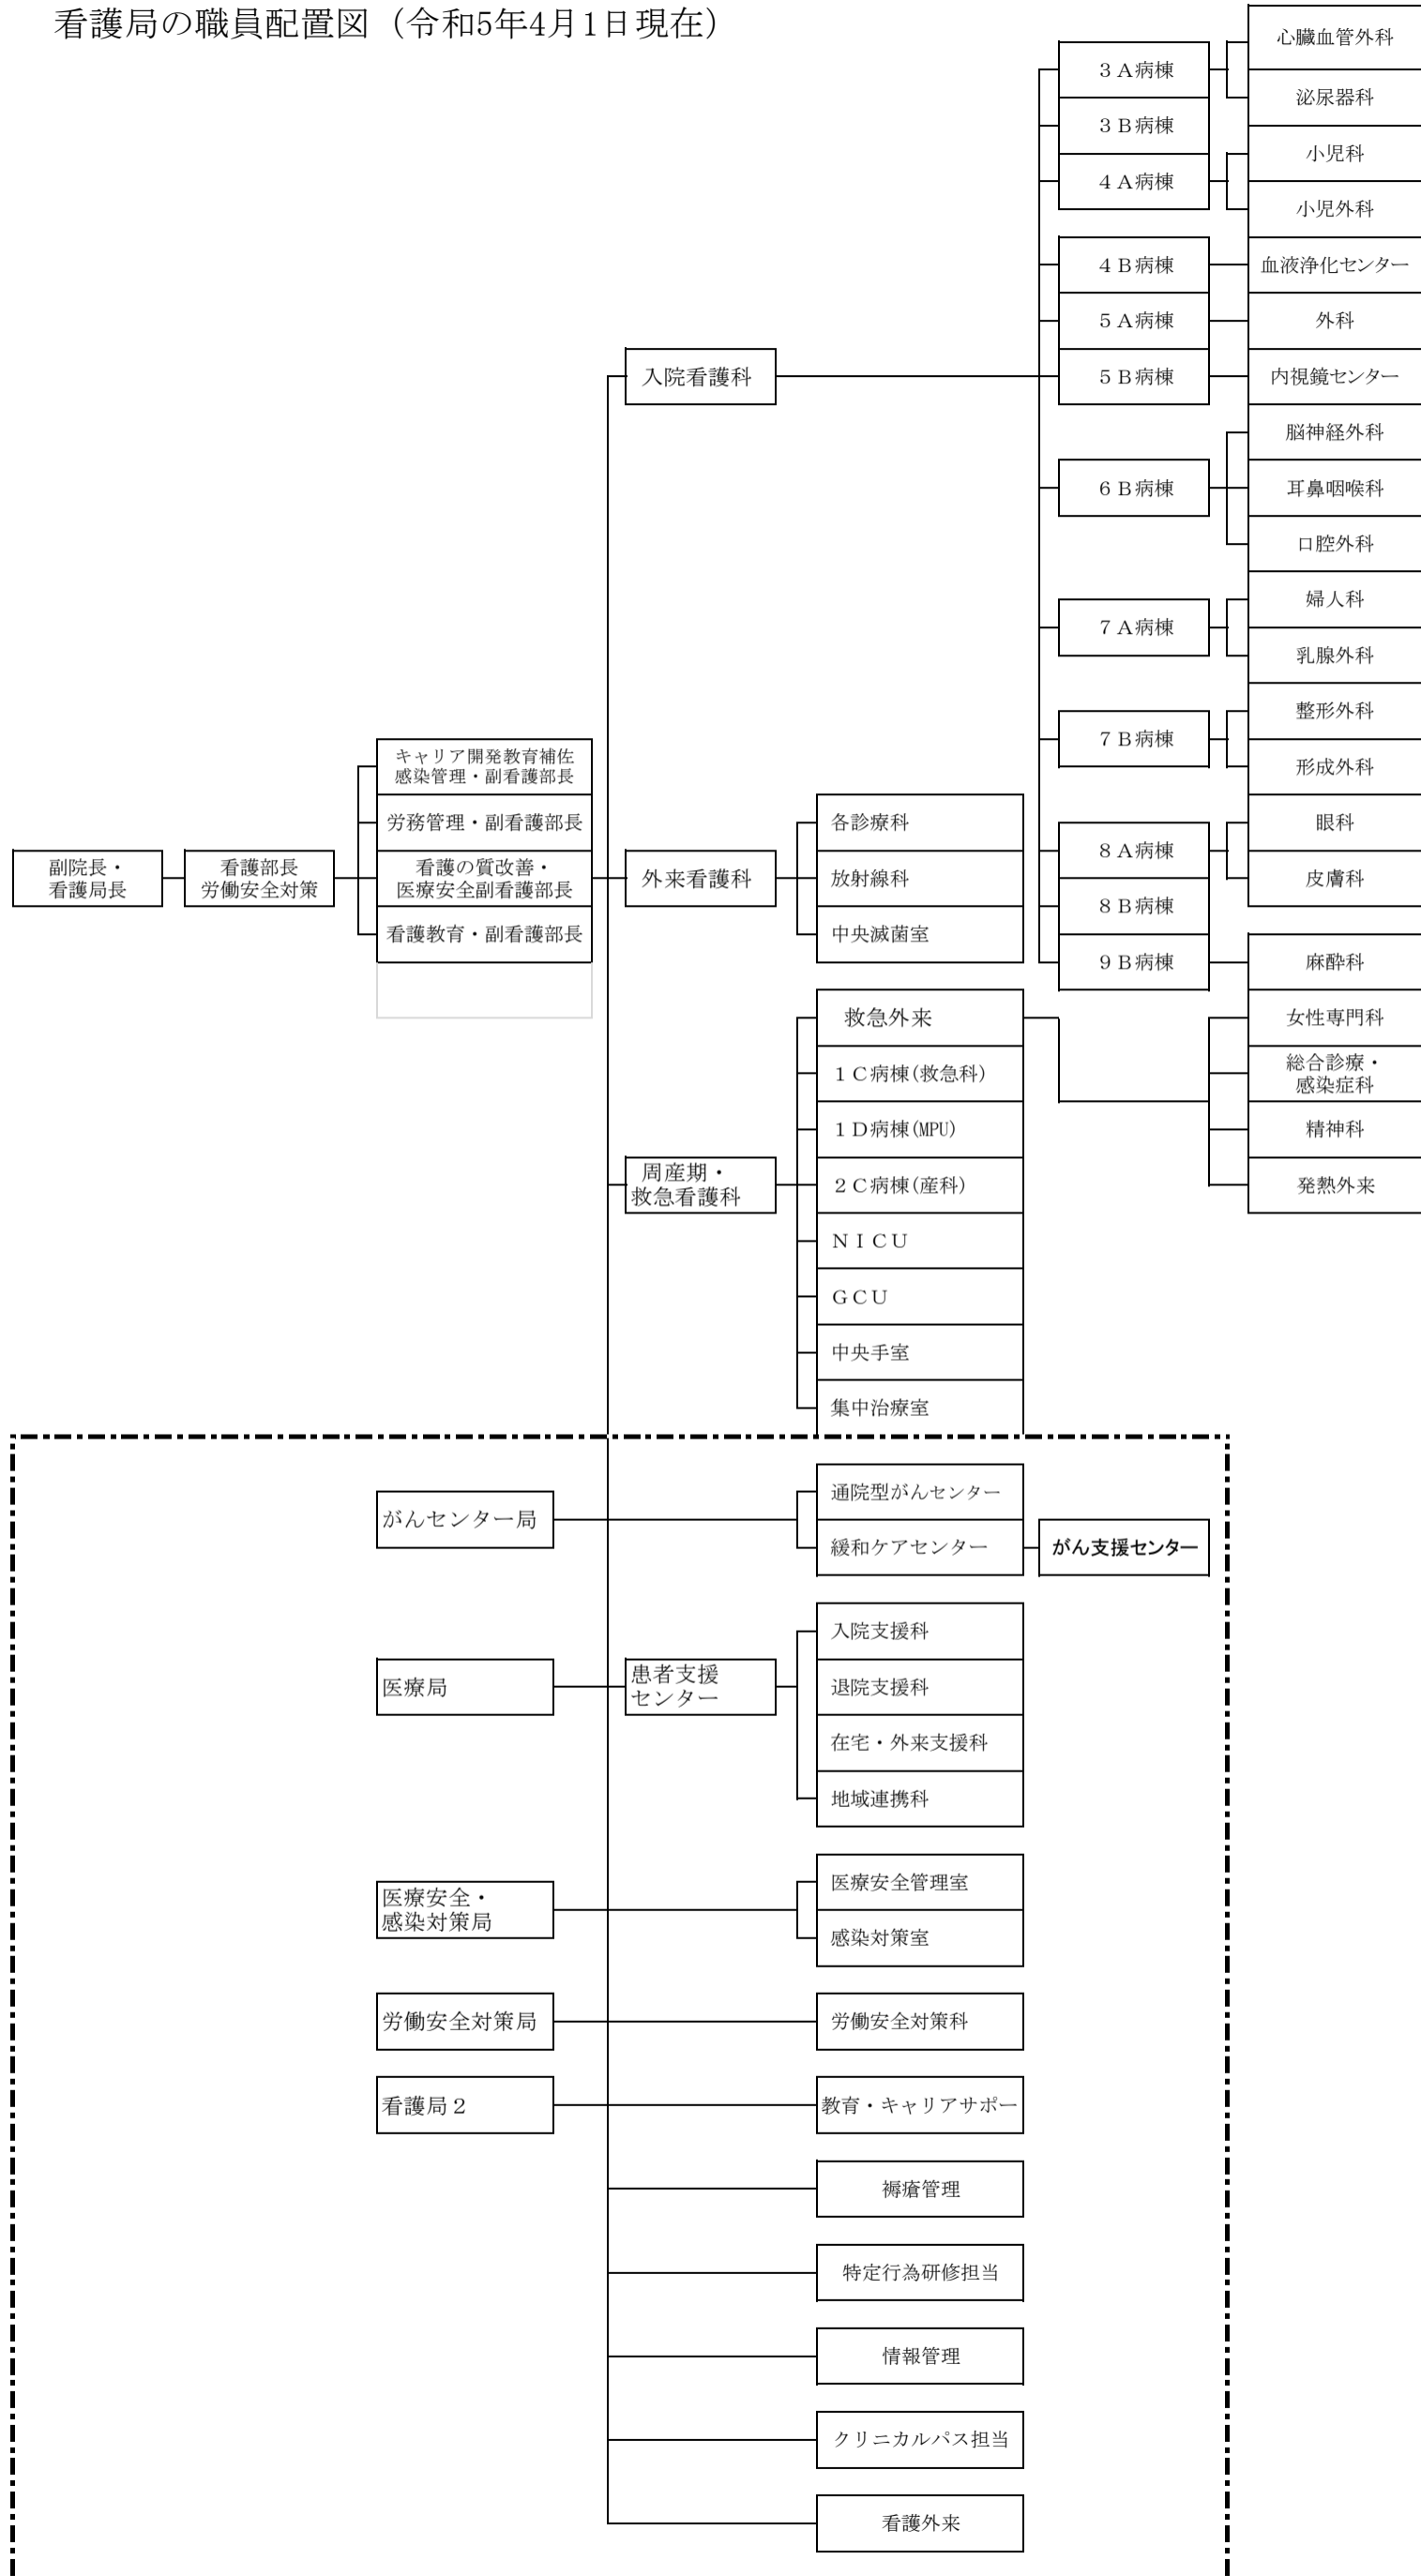 看護局の職員配置図（令和5年4月1日現在）
心臓血管外科
３Ａ病棟
泌尿器科
３Ｂ病棟
小児科
４Ａ病棟
小児外科
４Ｂ病棟
血液浄化センター
５Ａ病棟
外科
入院看護科
５Ｂ病棟
内視鏡センター
脳神経外科
６Ｂ病棟
耳鼻咽喉科
口腔外科
婦人科
７Ａ病棟
乳腺外科
整形外科
７Ｂ病棟
形成外科
キャリア開発教育補佐
感染管理・副看護部長
労務管理・副看護部長
各診療科
眼科
８Ａ病棟
副院長・
看護局長
看護部長
労働安全対策
看護の質改善・
医療安全副看護部長
外来看護科
放射線科
皮膚科
８Ｂ病棟
看護教育・副看護部長
中央滅菌室
９Ｂ病棟
麻酔科
救急外来
女性専門科
１Ｃ病棟(救急科)
総合診療・
感染症科
１Ｄ病棟(MPU)
精神科
周産期・
救急看護科
２Ｃ病棟(産科)
発熱外来
ＮＩＣＵ
ＧＣＵ
中央手室
集中治療室
通院型がんセンター
がんセンター局
緩和ケアセンター
がん支援センター
入院支援科
医療局
患者支援
センター
退院支援科
在宅・外来支援科
地域連携科
医療安全管理室
医療安全・
感染対策局
感染対策室
労働安全対策局
労働安全対策科
看護局２
教育・キャリアサポー
褥瘡管理
特定行為研修担当
情報管理
クリニカルパス担当
看護外来